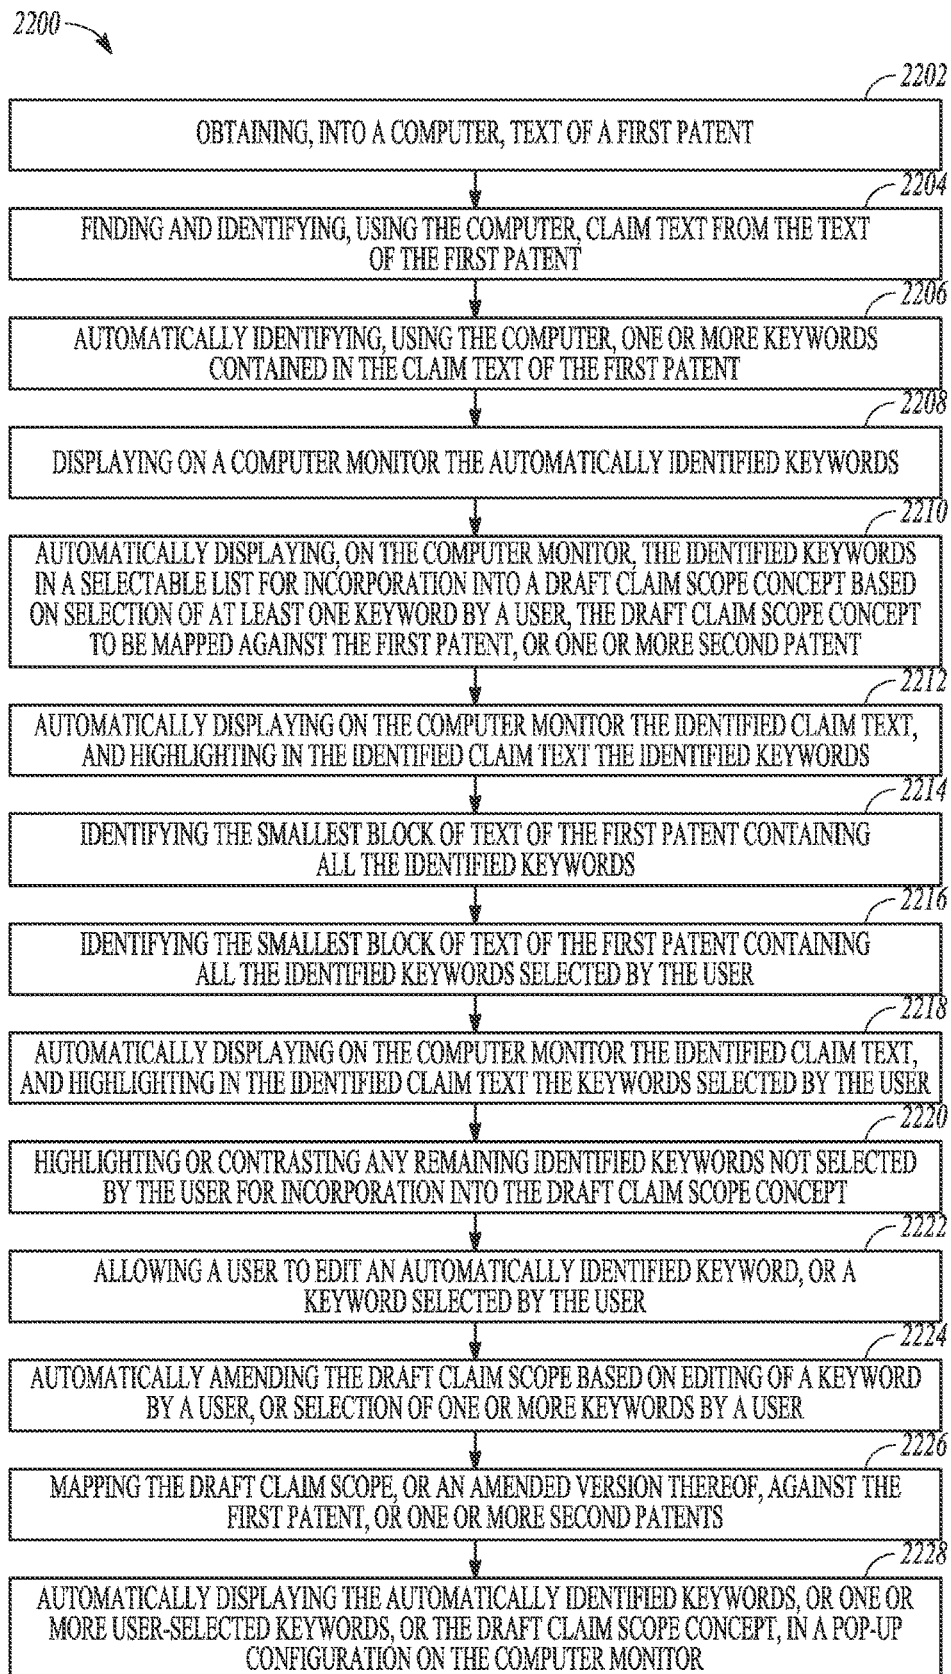 2200
2202
OBTAINING, INTO A COMPUTER, TEXT OF A FIRST PATENT
2204
FINDING AND IDENTIFYING, USING THE COMPUTER, CLAIM TEXT FROM THE TEXT
OF THE FIRST PATENT
2206
AUTOMATICALLY IDENTIFYING, USING THE COMPUTER, ONE OR MORE KEYWORDS
CONTAINED IN THE CLAIM TEXT OF THE FIRST PATENT
2208
DISPLAYING ON A COMPUTER MONITOR THE AUTOMATICALLY IDENTIFIED KEYWORDS
2210
AUTOMATICALLY DISPLAYING, ON THE COMPUTER MONITOR, THE IDENTIFIED KEYWORDS
IN A SELECTABLE LIST FOR INCORPORATION INTO A DRAFT CLAIM SCOPE CONCEPT BASED
ON SELECTION OF AT LEAST ONE KEYWORD BY A USER, THE DRAFT CLAIM SCOPE CONCEPT
TO BE MAPPED AGAINST THE FIRST PATENT, OR ONE OR MORE SECOND PATENT
2212
AUTOMATICALLY DISPLAYING ON THE COMPUTER MONITOR THE IDENTIFIED CLAIM TEXT,
AND HIGHLIGHTING IN THE IDENTIFIED CLAIM TEXT THE IDENTIFIED KEYWORDS
2214
IDENTIFYING THE SMALLEST BLOCK OF TEXT OF THE FIRST PATENT CONTAINING
ALL THE IDENTIFIED KEYWORDS
2216
IDENTIFYING THE SMALLEST BLOCK OF TEXT OF THE FIRST PATENT CONTAINING
ALL THE IDENTIFIED KEYWORDS SELECTED BY THE USER
2218
AUTOMATICALLY DISPLAYING ON THE COMPUTER MONITOR THE IDENTIFIED CLAIM TEXT,
AND HIGHLIGHTING IN THE IDENTIFIED CLAIM TEXT THE KEYWORDS SELECTED BY THE USER
2220
HIGHLIGHTING OR CONTRASTING ANY REMAINING IDENTIFIED KEYWORDS NOT SELECTED
BY THE USER FOR INCORPORATION INTO THE DRAFT CLAIM SCOPE CONCEPT
2222
ALLOWING A USER TO EDIT AN AUTOMATICALLY IDENTIFIED KEYWORD, OR A
KEYWORD SELECTED BY THE USER
2224
AUTOMATICALLY AMENDING THE DRAFT CLAIM SCOPE BASED ON EDITING OF A KEYWORD
BY A USER, OR SELECTION OF ONE OR MORE KEYWORDS BY A USER
2226
MAPPING THE DRAFT CLAIM SCOPE, OR AN AMENDED VERSION THEREOF, AGAINST THE
FIRST PATENT, OR ONE OR MORE SECOND PATENTS
2228
AUTOMATICALLY DISPLAYING THE AUTOMATICALLY IDENTIFIED KEYWORDS, OR ONE OR
MORE USER-SELECTED KEYWORDS, OR THE DRAFT CLAIM SCOPE CONCEPT, IN A POP-UP
CONFIGURATION ON THE COMPUTER MONITOR